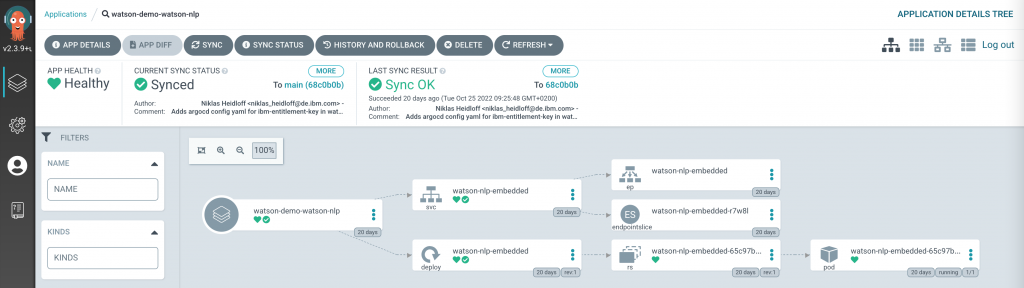 Applications / watson-demo-watson-nlp APPLICATION DETAILS TREE
v2.3.9+
APP DETAILS APP DIFF SYNC SYNC STATUS HISTORY AND ROLLBACK DELETE REFRESH Log out
APP HEALTH
Healthy
CURRENT SYNC STATUS MORE
Synced To main (68c0b0b)
Author: Niklas Heidloff <niklas_heidloff@de.ibm.com> -
Comment: Adds argocd config yaml for ibm-entitlement-key in wat...
LAST SYNC RESULT MORE
Sync OK To 68c0b0b
Succeeded 20 days ago (Tue Oct 25 2022 09:25:48 GMT+0200)
Author: Niklas Heidloff <niklas_heidloff@de.ibm.com> -
Comment: Adds argocd config yaml for ibm-entitlement-key in wat...
FILTERS
NAME
NAME
KINDS
KINDS
100%
watson-demo-watson-nlp
20 days
watson-nlp-embedded
svc
20 days
watson-nlp-embedded
ep
20 days
ES
watson-nlp-embedded-r7w8l
endpointslice
20 days
watson-nlp-embedded
deploy
20 days rev:1
watson-nlp-embedded-65c97b...
rs
20 days rev:1
watson-nlp-embedded-65c97b...
pod
20 days running 1/1